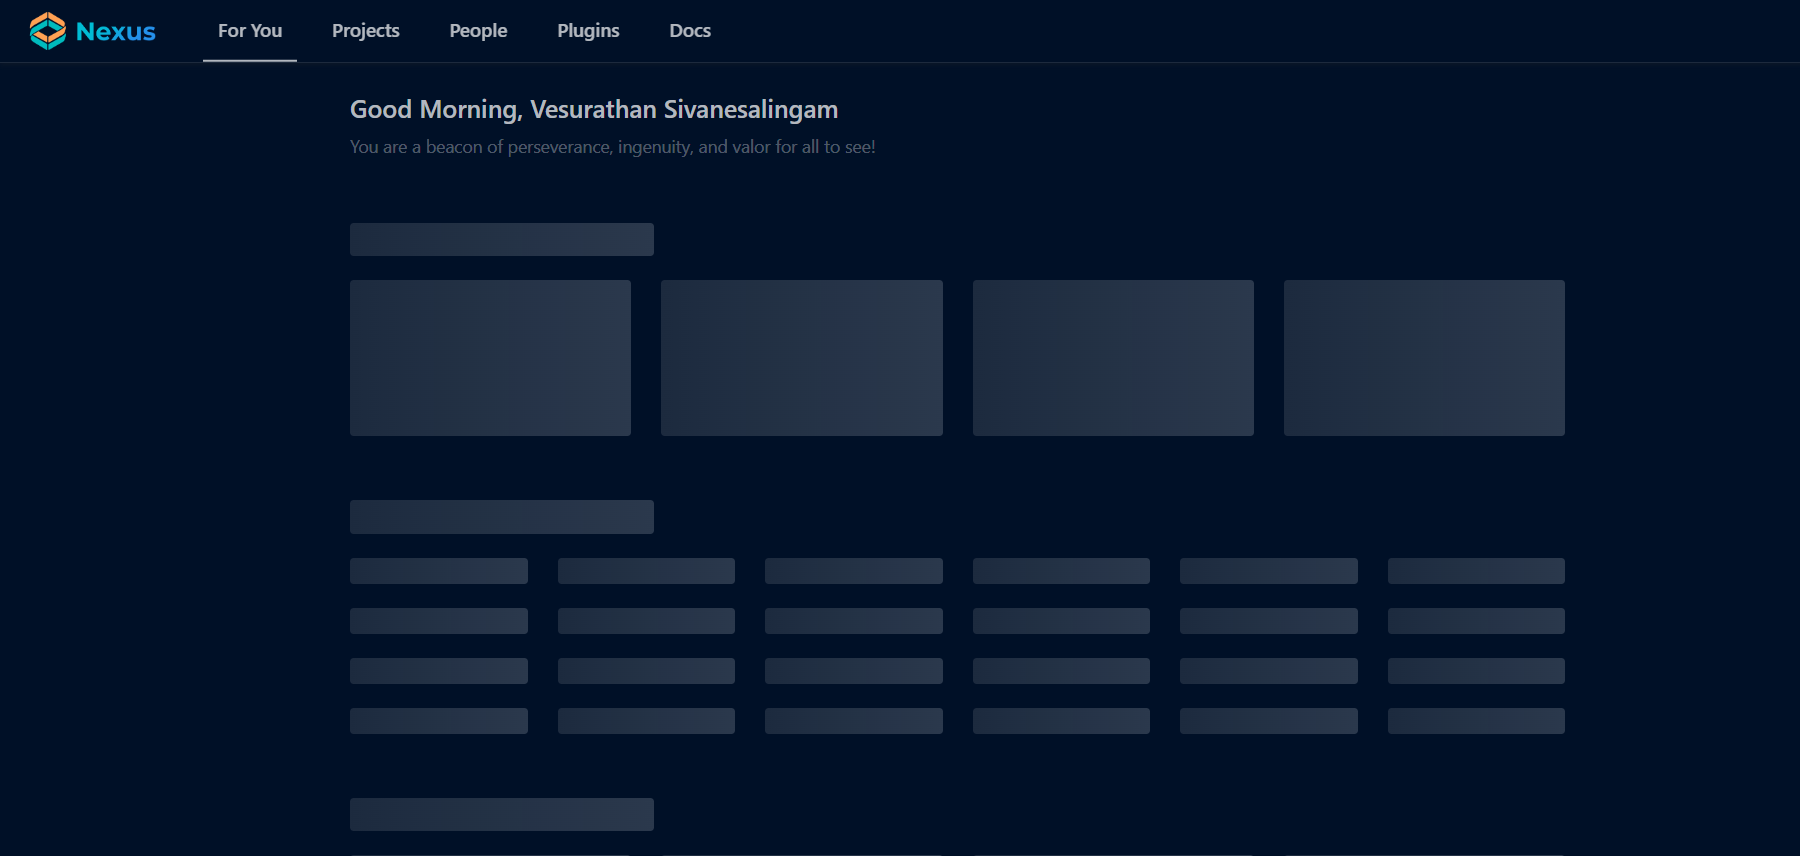 Nexus
For You
Projects
People
Plugins
Docs
Good Morning, Vesurathan Sivanesalingam
You are a beacon of perseverance, ingenuity, and valor for all to see!